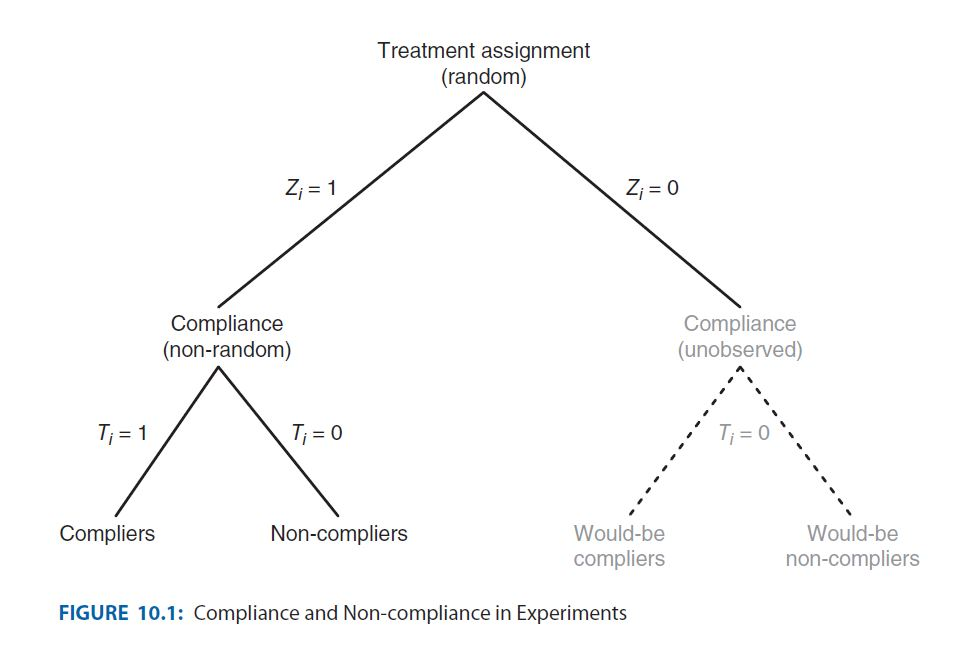 Treatment assignment
(random)
Zi = 1
Zi = 0
Compliance
(non-random)
Compliance
(unobserved)
Ti = 1
Ti = 0
Ti = 0
Compliers
Non-compliers
Would-be
compliers
Would-be
non-compliers
FIGURE 10.1: Compliance and Non-compliance in Experiments